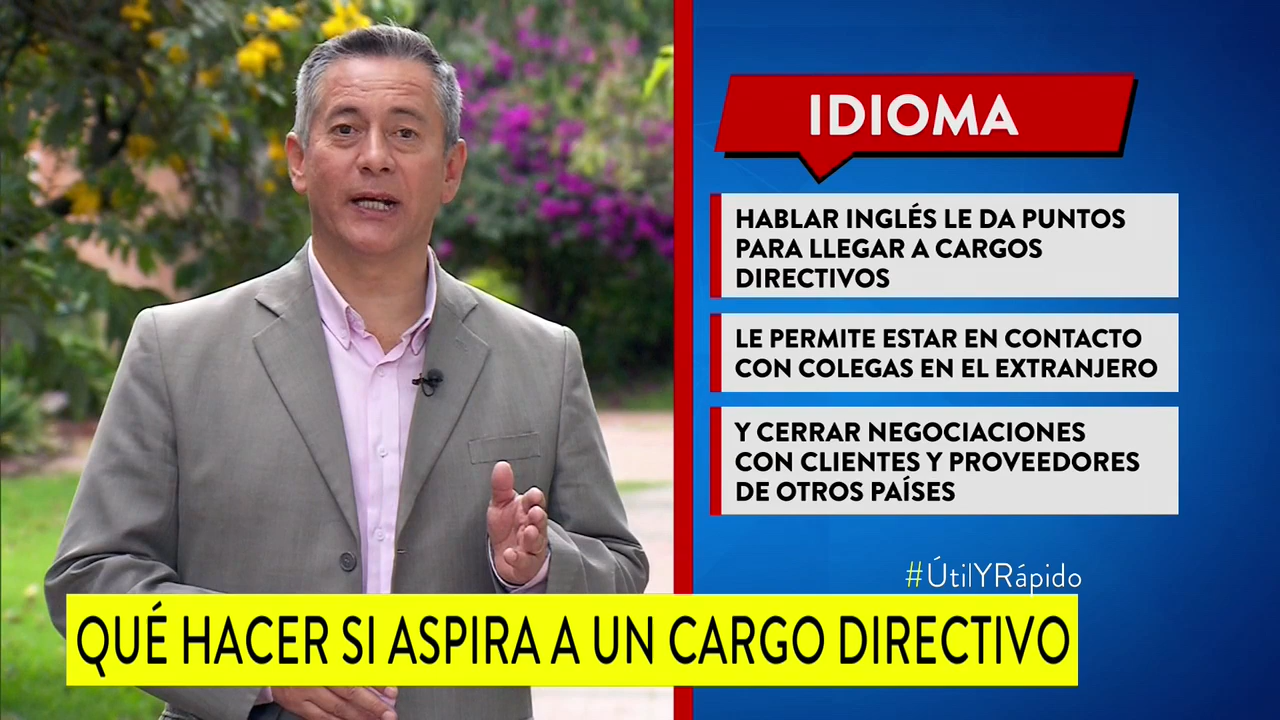 IDIOMA
HABLAR INGLÉS LE DA PUNTOS
PARA LLEGAR A CARGOS
DIRECTIVOS
LE PERMITE ESTAR EN CONTACTO
CON COLEGAS EN EL EXTRANJERO
Y CERRAR NEGOCIACIONES
CON CLIENTES Y PROVEEDORES
DE OTROS PAÍSES
#ÚtilYRápido
QUÉ HACER SI ASPIRA A UN CARGO DIRECTIVO